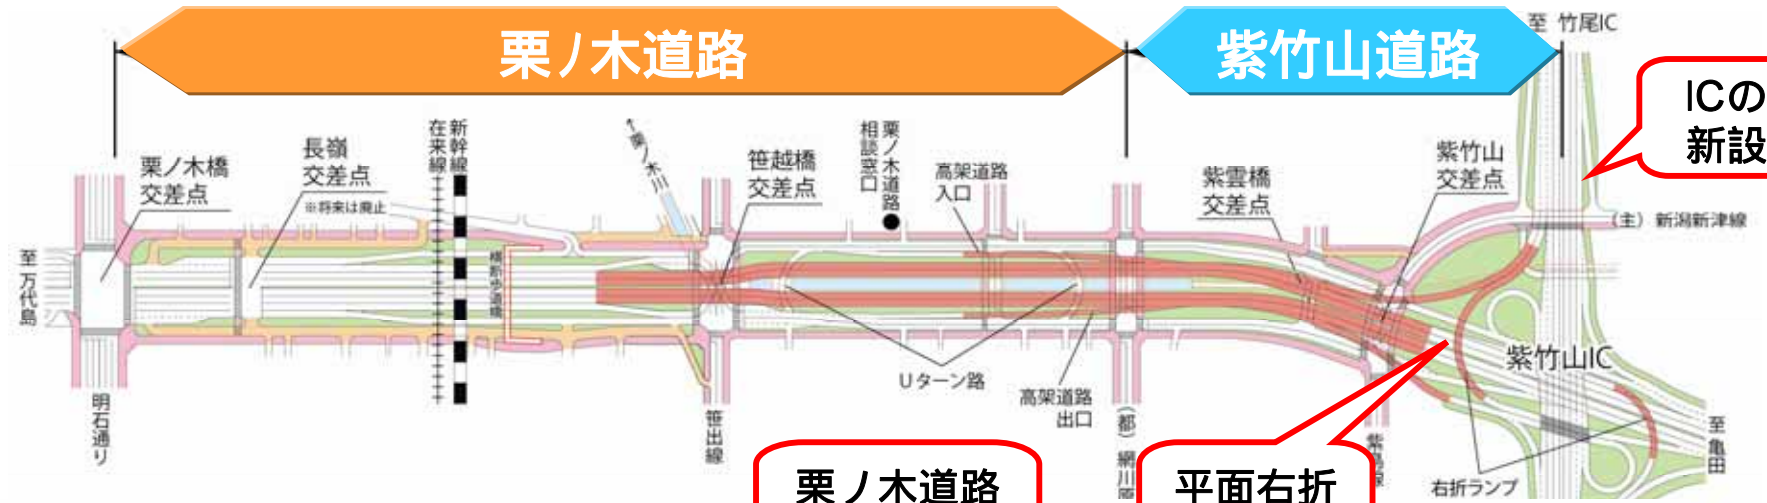 栗ノ木道路
紫竹山道路
至 竹尾IC
ICの
新設
栗ノ木橋
交差点
長嶺
交差点
※将来は廃止
在来線
新幹線
↑栗ノ木川
笹越橋
交差点
栗ノ木道路
相談窓口
高架道路
入口
紫雲橋
交差点
紫竹山
交差点
(主) 新潟新津線
至 万代島
横断歩道橋
Uターン路
高架道路
出口
紫竹山IC
明石通り
笹出線
(都) 網川原
至 亀田
右折ランプ
栗ノ木道路
平面右折